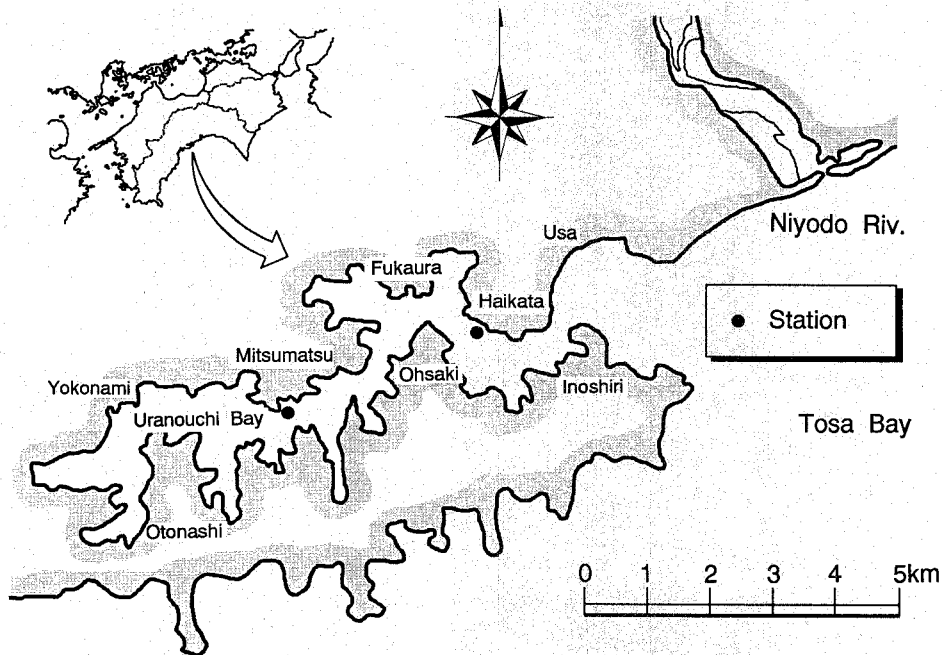 Niyodo Riv.
Usa
Fukaura
Haikata
Station
Mitsumatsu
Ohsaki
Inoshiri
Yokonami
Uranouchi Bay
Tosa Bay
Otonashi
0 1 2 3 4 5km